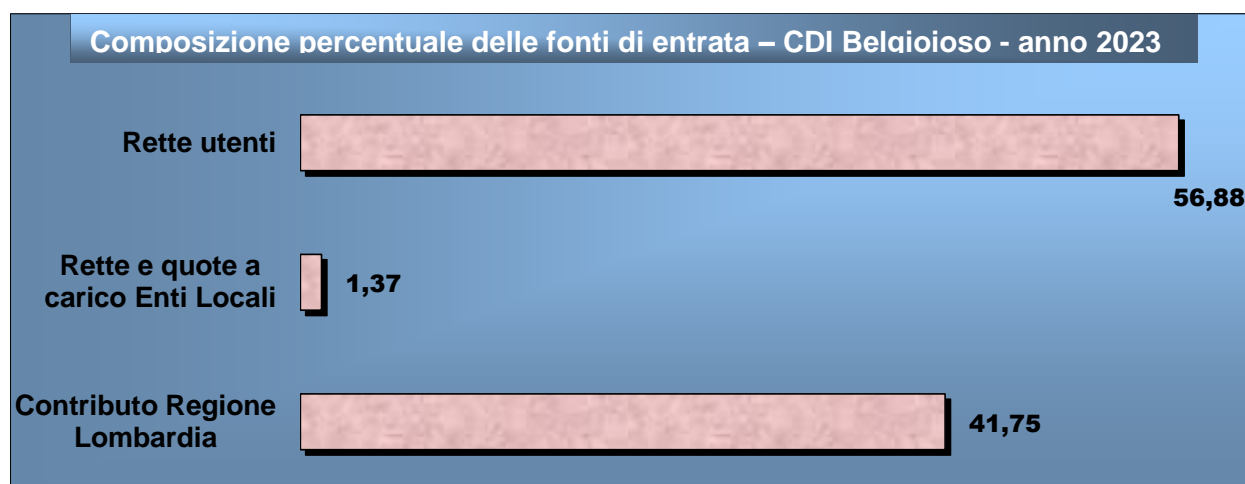 Composizione percentuale delle fonti di entrata – CDI Belgioioso - anno 2023
Rette utenti
56,88
Rette e quote a
carico Enti Locali
1,37
Contributo Regione
Lombardia
41,75